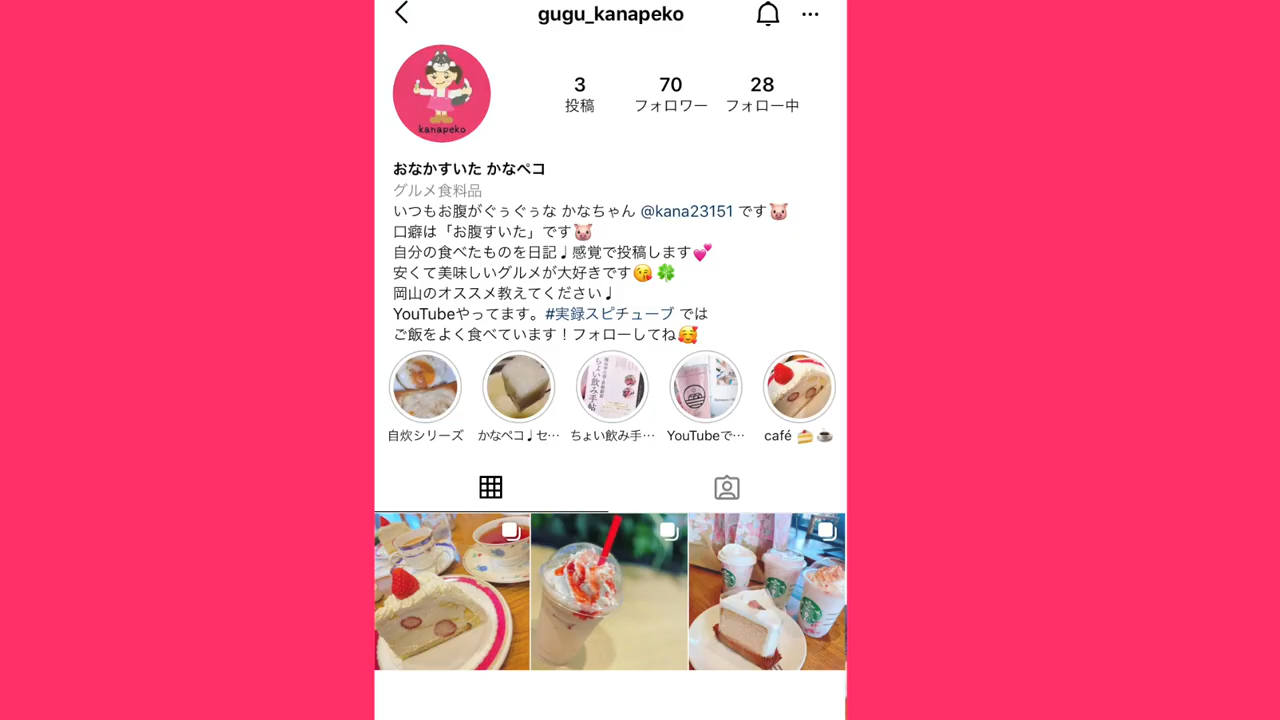 gugu_kanapeko
3
70
28
投稿
フォロワー
フォロー中
kanapeko
おなかすいた かなペコ
グルメ食料品
いつもお腹がぐぅぐぅな かなちゃん @kana23151 です🐷
口癖は「お腹すいた」です🐷
自分の食べたものを日記♩感覚で投稿します💕
安くて美味しいグルメが大好きです😘🍀
岡山のオススメ教えてください♩
YouTubeやってます。#実録スピチューブ では
ご飯をよく食べています！フォローしてね🥰
ちょい飲み手帖
自炊シリーズ
かなペコ♩セ…
ちょい飲み手…
YouTubeで…
café 🍰☕